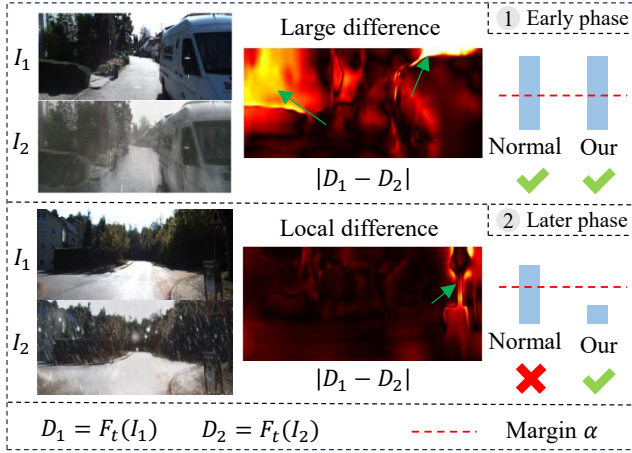 Large difference
1 Early phase
I₁
I₂
Normal Our
|D₁ − D₂|
Local difference
2 Later phase
I₁
I₂
Normal Our
|D₁ − D₂|
D₁ = Fₜ(I₁) D₂ = Fₜ(I₂) Margin α